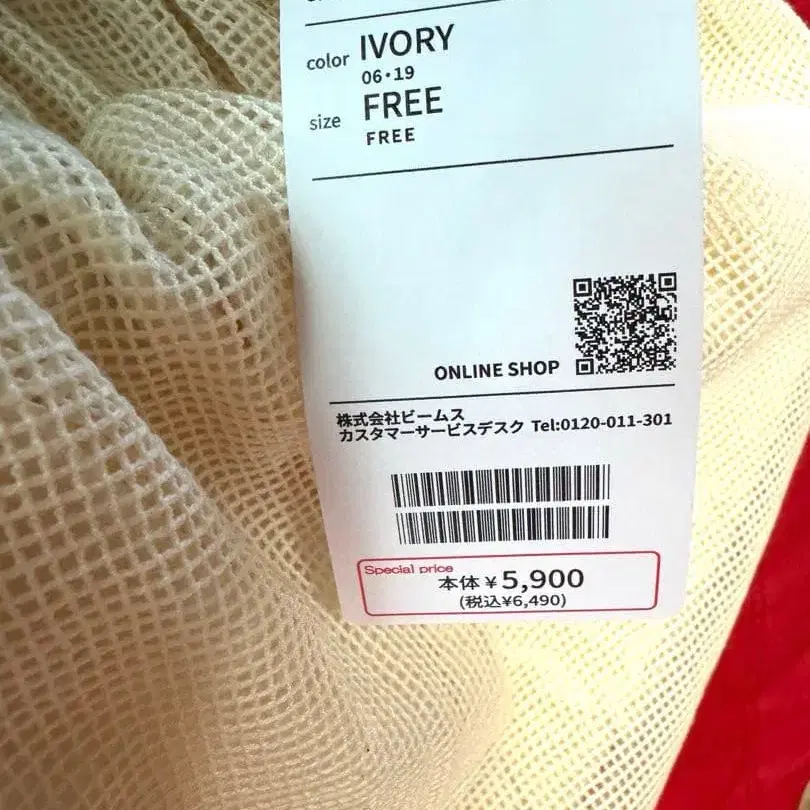 color IVORY
06・19
size FREE
FREE
ONLINE SHOP
株式会社ビームス
カスタマーサービスデスク Tel:0120-011-301
Special price
本体¥5,900
(税込¥6,490)